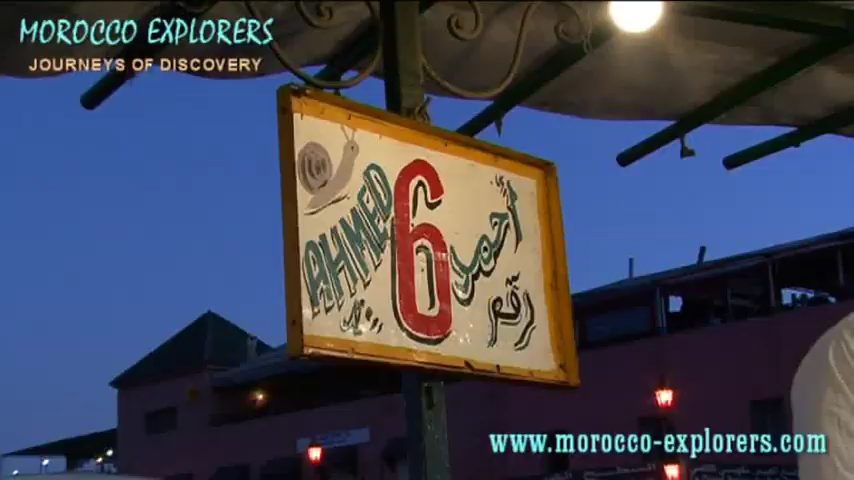 MOROCCO EXPLORERS
JOURNEYS OF DISCOVERY
AHMED
6
أحمد
رقم
www.morocco-explorers.com